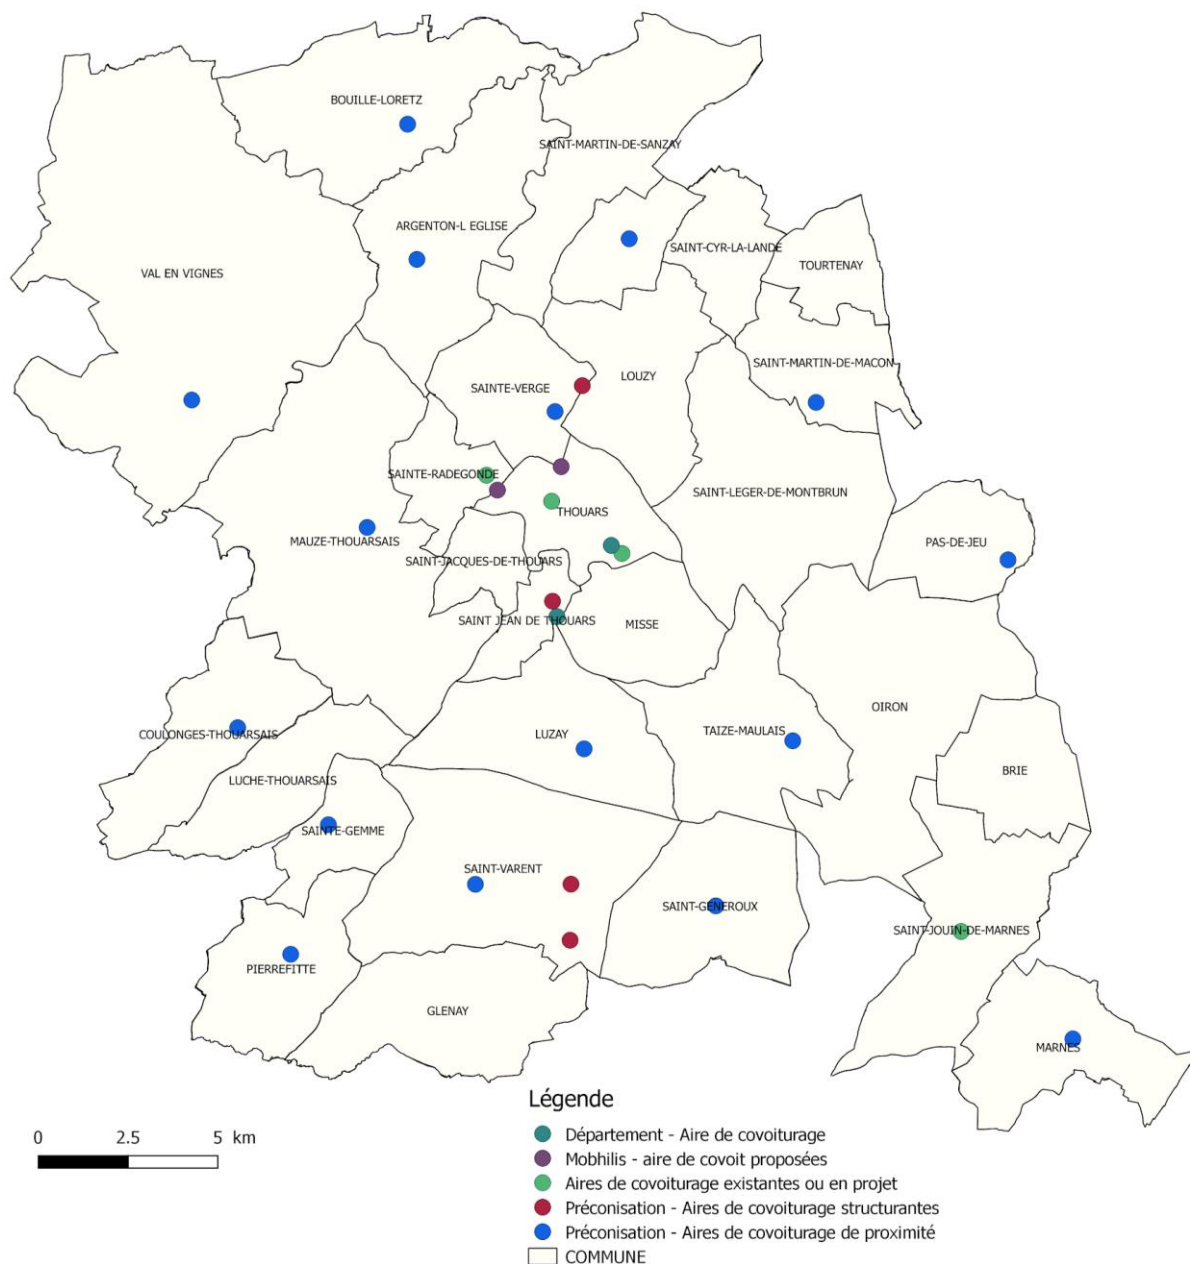 BOUILLE-LORETZ
SAINT-MARTIN-DE-SANZAY
ARGENTON-L EGLISE
SAINT-CYR-LA-LANDE
TOURTENAY
VAL EN VIGNES
SAINT-MARTIN-DE-MACON
LOUZY
SAINTE-VERGE
SAINTE-RADEGONDE
SAINT-LEGER-DE-MONTBRUN
THOUARS
MAUZE-THOUARSAIS
PAS-DE-JEU
SAINT-JACQUES-DE-THOUARS
SAINT JEAN DE THOUARS
MISSE
OIRON
TAIZE-MAULAIS
COULONGES-THOUARSAIS
LUZAY
BRIE
LUCHE-THOUARSAIS
SAINTE-GEMME
SAINT-VARENT
SAINT-GENEROUX
SAINT-JOUIN-DE-MARNES
PIERREFITTE
GLENAY
MARNES
Légende
Département - Aire de covoiturage
Mobhilis - aire de covoit proposées
Aires de covoiturage existantes ou en projet
Préconisation - Aires de covoiturage structurantes
Préconisation - Aires de covoiturage de proximité
COMMUNE
0 2.5 5 km